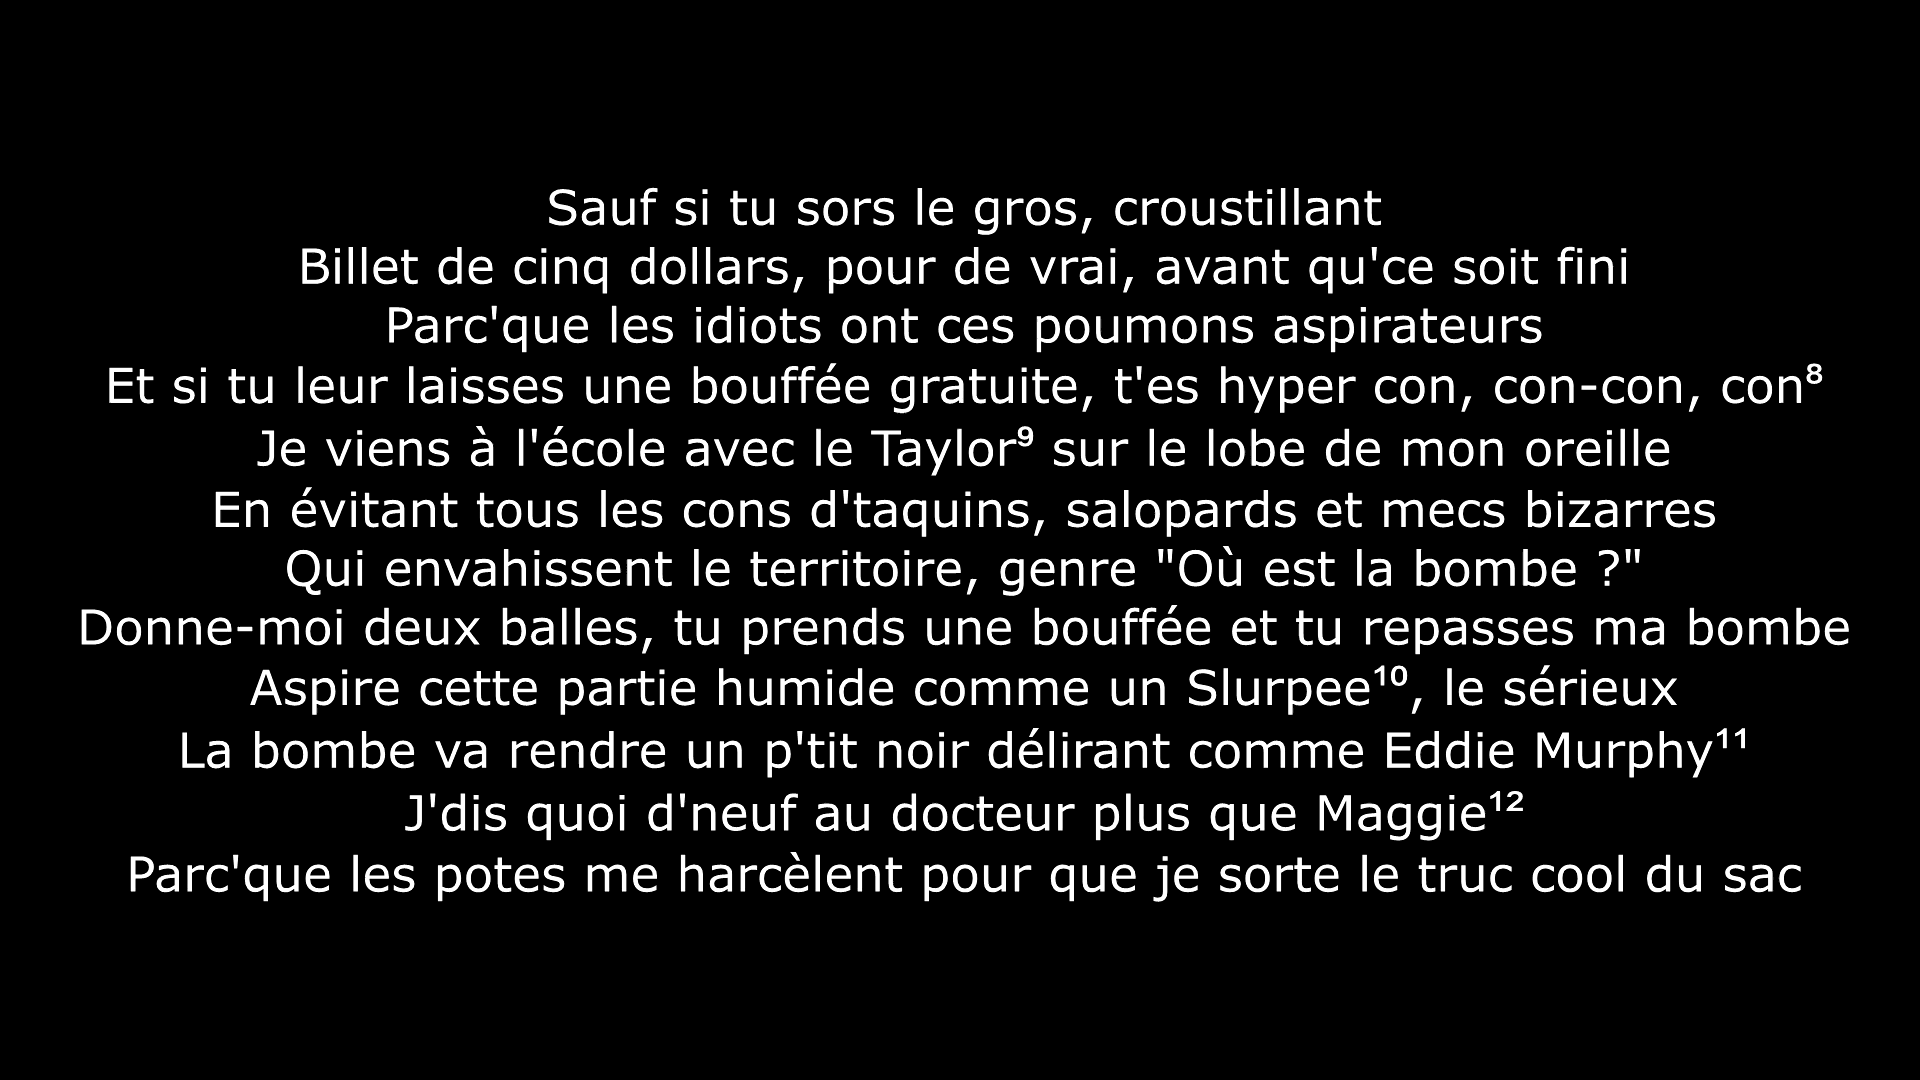 Sauf si tu sors le gros, croustillant
Billet de cinq dollars, pour de vrai, avant qu'ce soit fini
Parc'que les idiots ont ces poumons aspirateurs
Et si tu leur laisses une bouffée gratuite, t'es hyper con, con-con, con⁸
Je viens à l'école avec le Taylor⁹ sur le lobe de mon oreille
En évitant tous les cons d'taquins, salopards et mecs bizarres
Qui envahissent le territoire, genre "Où est la bombe ?"
Donne-moi deux balles, tu prends une bouffée et tu repasses ma bombe
Aspire cette partie humide comme un Slurpee¹⁰, le sérieux
La bombe va rendre un p'tit noir délirant comme Eddie Murphy¹¹
J'dis quoi d'neuf au docteur plus que Maggie¹²
Parc'que les potes me harcèlent pour que je sorte le truc cool du sac